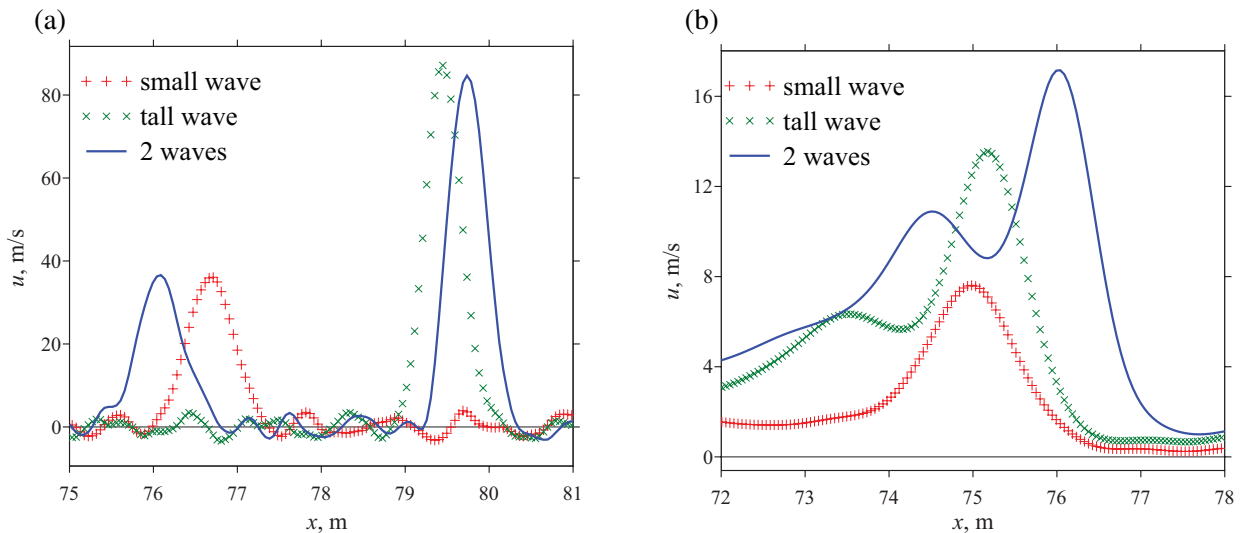 (a)
80
60
40
20
0
u, m/s
small wave
tall wave
2 waves
75 76 77 78 79 80 81
x, m
(b)
16
12
8
4
0
u, m/s
small wave
tall wave
2 waves
72 73 74 75 76 77 78
x, m